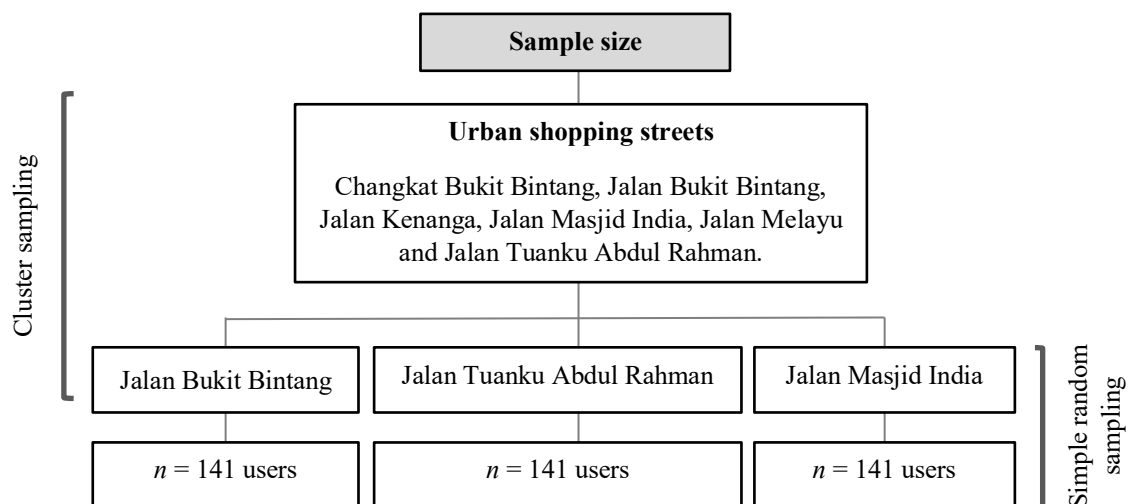 Sample size
Urban shopping streets
Changkat Bukit Bintang, Jalan Bukit Bintang,
Jalan Kenanga, Jalan Masjid India, Jalan Melayu
and Jalan Tuanku Abdul Rahman.
Cluster sampling
Jalan Bukit Bintang
Jalan Tuanku Abdul Rahman
Jalan Masjid India
n = 141 users
n = 141 users
n = 141 users
Simple random
sampling